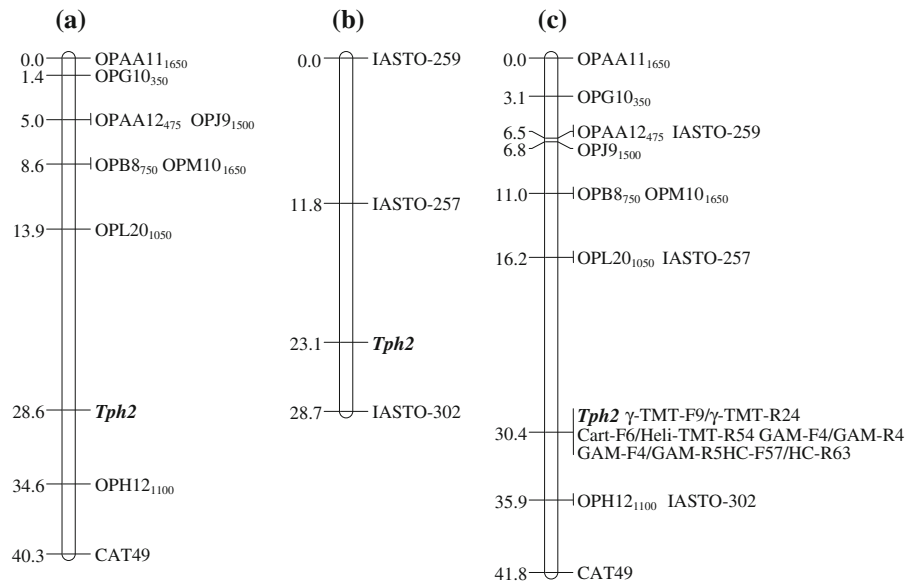 (a)
0.0 OPAA11₁₆₅₀
1.4 OPG10₃₅₀
5.0 OPAA12₄₇₅ OPJ9₁₅₀₀
8.6 OPB8₇₅₀ OPM10₁₆₅₀
13.9 OPL20₁₀₅₀
28.6 Tph2
34.6 OPH12₁₁₀₀
40.3 CAT49
(b)
0.0 IASTO-259
11.8 IASTO-257
23.1 Tph2
28.7 IASTO-302
(c)
0.0 OPAA11₁₆₅₀
3.1 OPG10₃₅₀
6.5 OPAA12₄₇₅ IASTO-259
6.8 OPJ9₁₅₀₀
11.0 OPB8₇₅₀ OPM10₁₆₅₀
16.2 OPL20₁₀₅₀ IASTO-257
Tph2 γ-TMT-F9/γ-TMT-R24
30.4 Cart-F6/Heli-TMT-R54 GAM-F4/GAM-R4
GAM-F4/GAM-R5HC-F57/HC-R63
35.9 OPH12₁₁₀₀ IASTO-302
41.8 CAT49